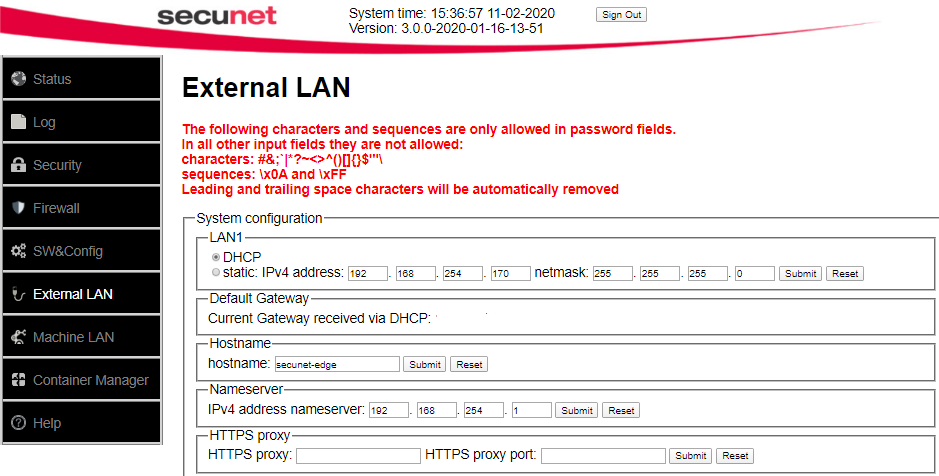 secunet
System time: 15:36:57 11-02-2020
Version: 3.0.0-2020-01-16-13-51
Sign Out
Status
Log
Security
Firewall
SW&Config
External LAN
Machine LAN
Container Manager
Help
External LAN
The following characters and sequences are only allowed in password fields.
In all other input fields they are not allowed:
characters: #&;`|*?~<>^()[]{}$'"\
sequences: \x0A and \xFF
Leading and trailing space characters will be automatically removed
System configuration
LAN1
DHCP
static: IPv4 address: 192 . 168 . 254 . 170 netmask: 255 . 255 . 255 . 0 Submit Reset
Default Gateway
Current Gateway received via DHCP:
Hostname
hostname: secunet-edge Submit Reset
Nameserver
IPv4 address nameserver: 192 . 168 . 254 . 1 Submit Reset
HTTPS proxy
HTTPS proxy: HTTPS proxy port: Submit Reset